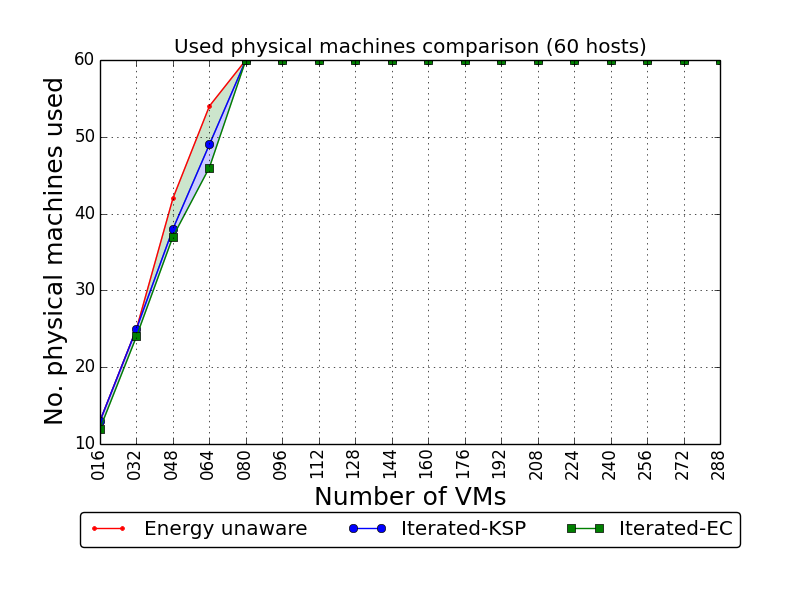 Used physical machines comparison (60 hosts)
No. physical machines used
60
50
40
30
20
10
016 032 048 064 080 096 112 128 144 160 176 192 208 224 240 256 272 288
Number of VMs
Energy unaware Iterated-KSP Iterated-EC